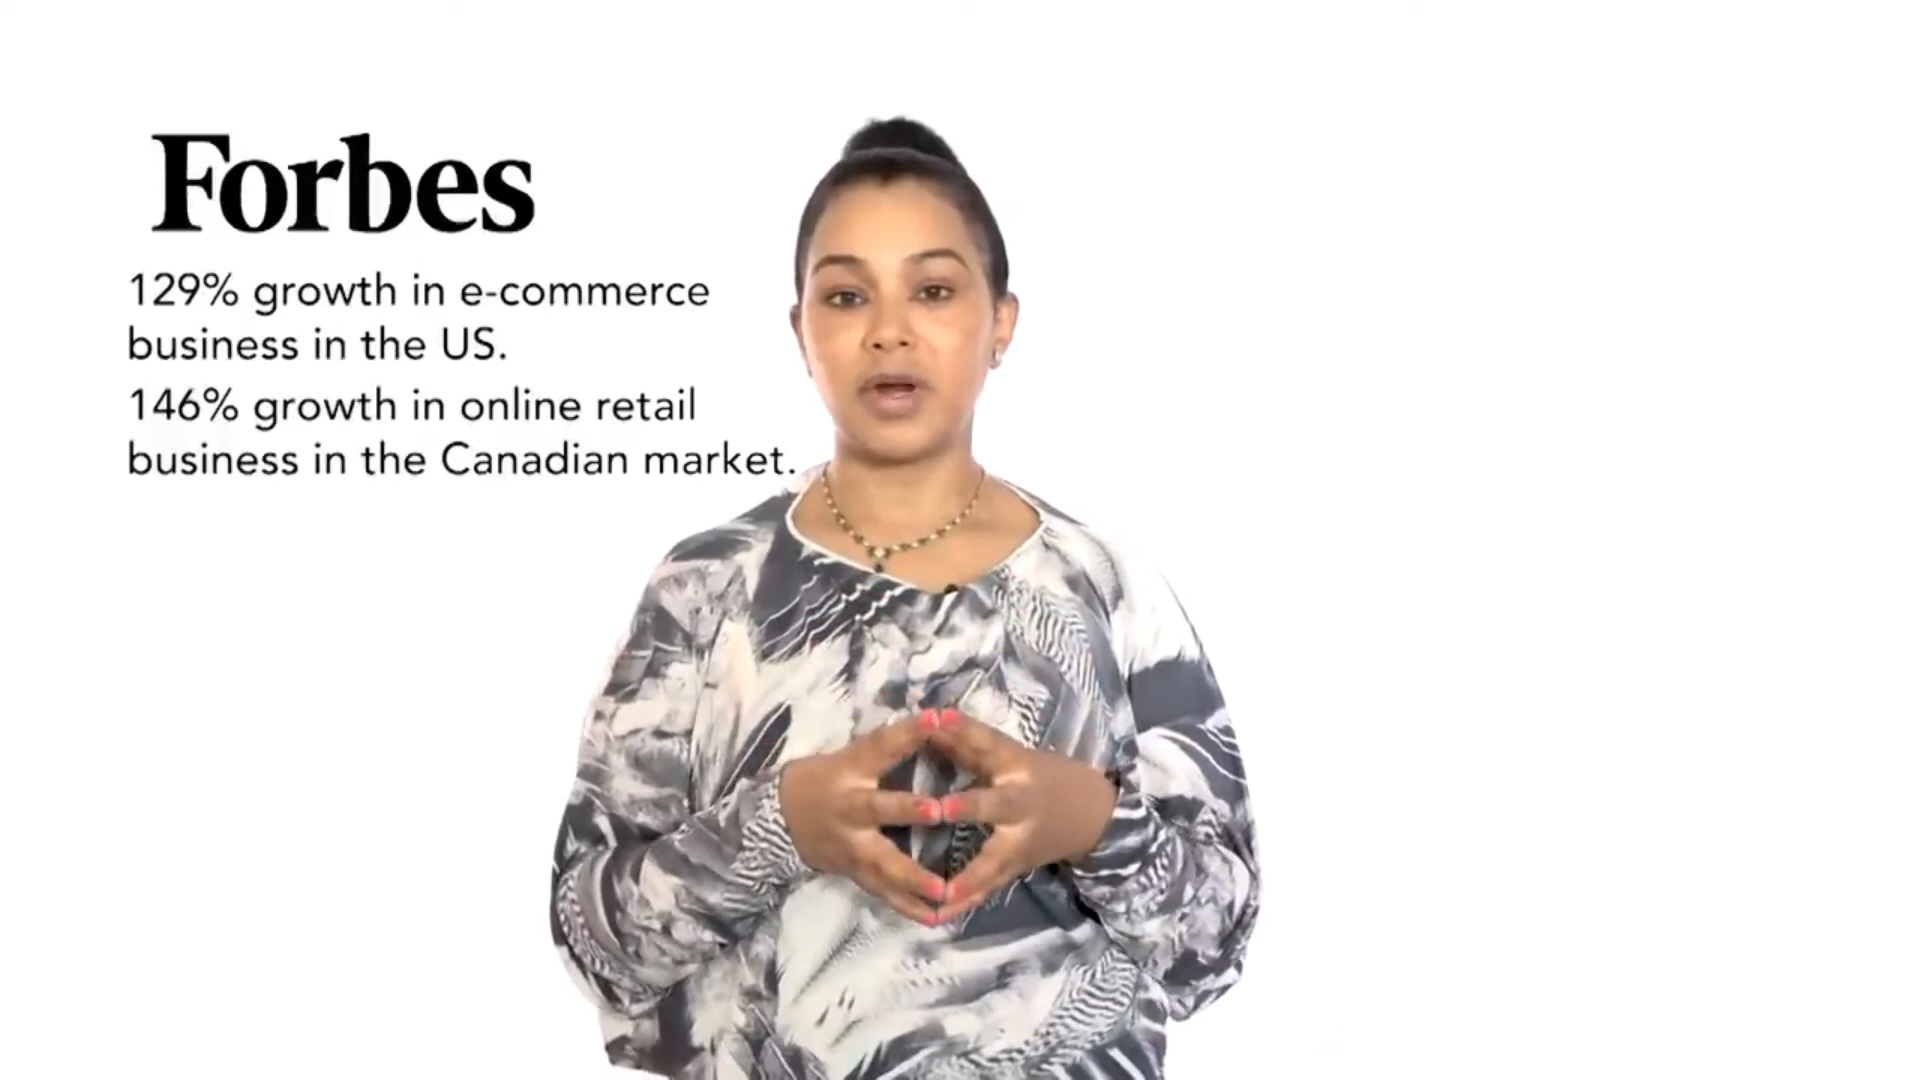 Forbes
129% growth in e-commerce
business in the US.
146% growth in online retail
business in the Canadian market.